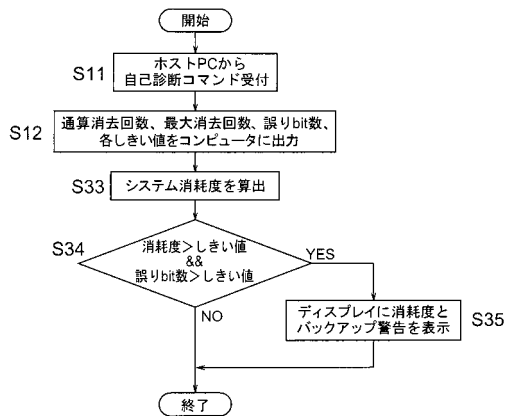 開始
S11
ホストPCから
自己診断コマンド受付
S12
通算消去回数、最大消去回数、誤りbit数、
各しきい値をコンピュータに出力
S33
システム消耗度を算出
S34
消耗度>しきい値
&&
誤りbit数>しきい値
YES
NO
ディスプレイに消耗度と
バックアップ警告を表示
S35
終了